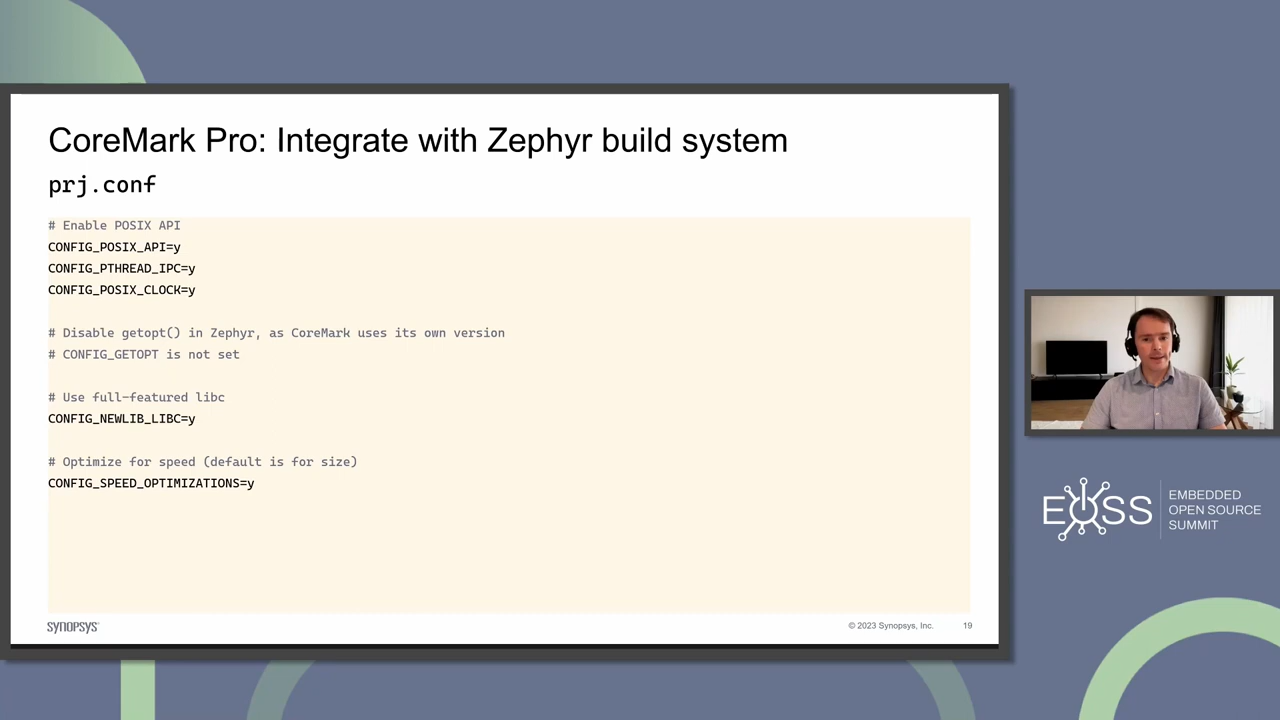 CoreMark Pro: Integrate with Zephyr build system
prj.conf
# Enable POSIX API
CONFIG_POSIX_API=y
CONFIG_PTHREAD_IPC=y
CONFIG_POSIX_CLOCK=y
# Disable getopt() in Zephyr, as CoreMark uses its own version
# CONFIG_GETOPT is not set
# Use full-featured libc
CONFIG_NEWLIB_LIBC=y
# Optimize for speed (default is for size)
CONFIG_SPEED_OPTIMIZATIONS=y
SYNOPSYS®
© 2023 Synopsys, Inc. 19
EOSS
EMBEDDED
OPEN SOURCE
SUMMIT